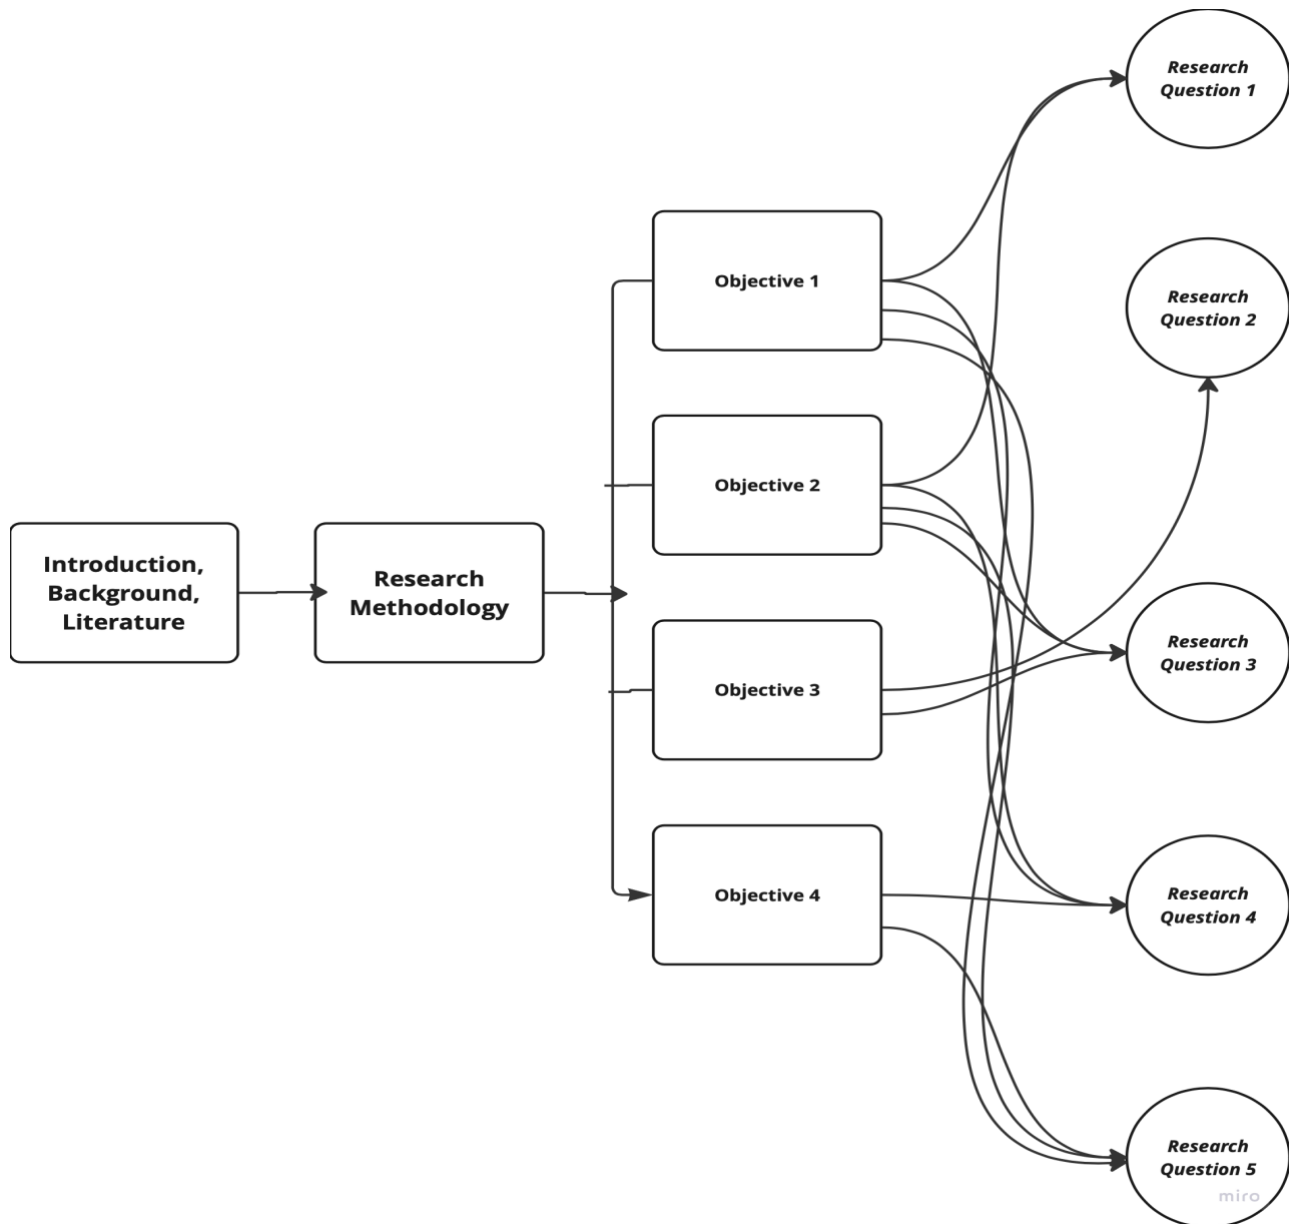 Introduction,
Background,
Literature
Research
Methodology
Objective 1
Objective 2
Objective 3
Objective 4
Research
Question 1
Research
Question 2
Research
Question 3
Research
Question 4
Research
Question 5
miro